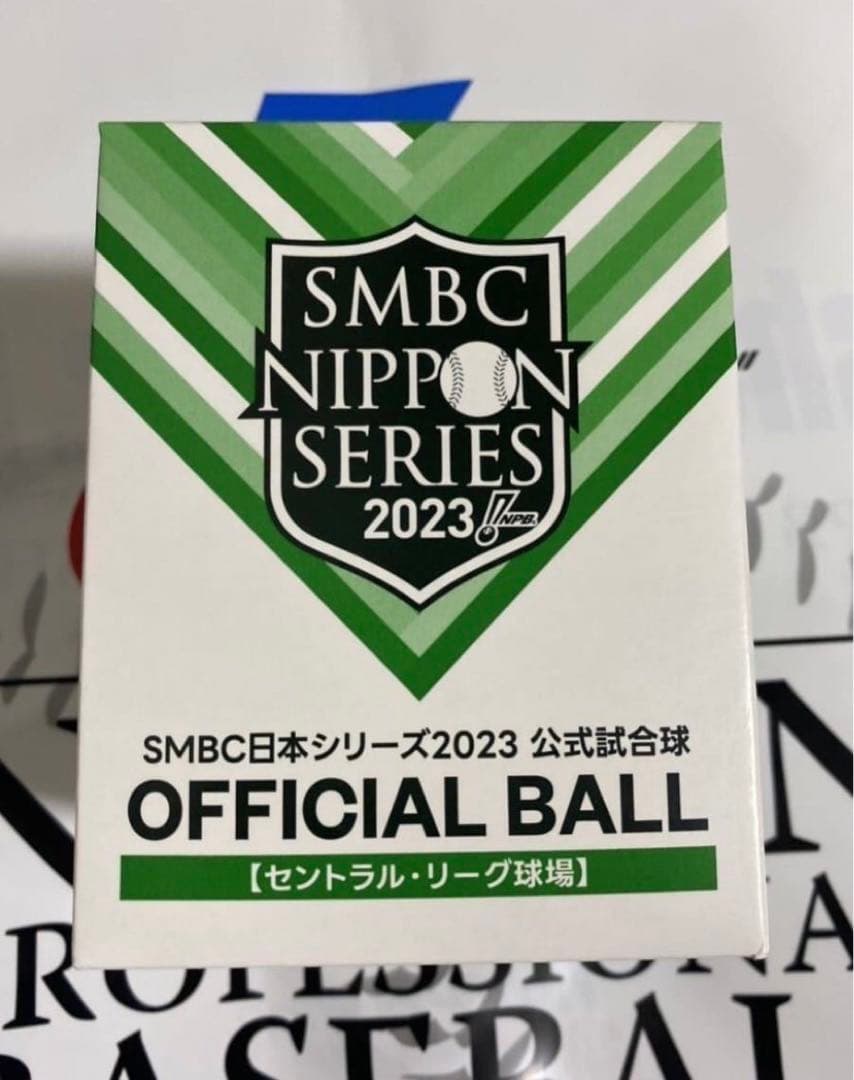 SMBC
NIPPON
SERIES
2023
NPB
SMBC日本シリーズ2023 公式試合球
OFFICIAL BALL
【セントラル・リーグ球場】